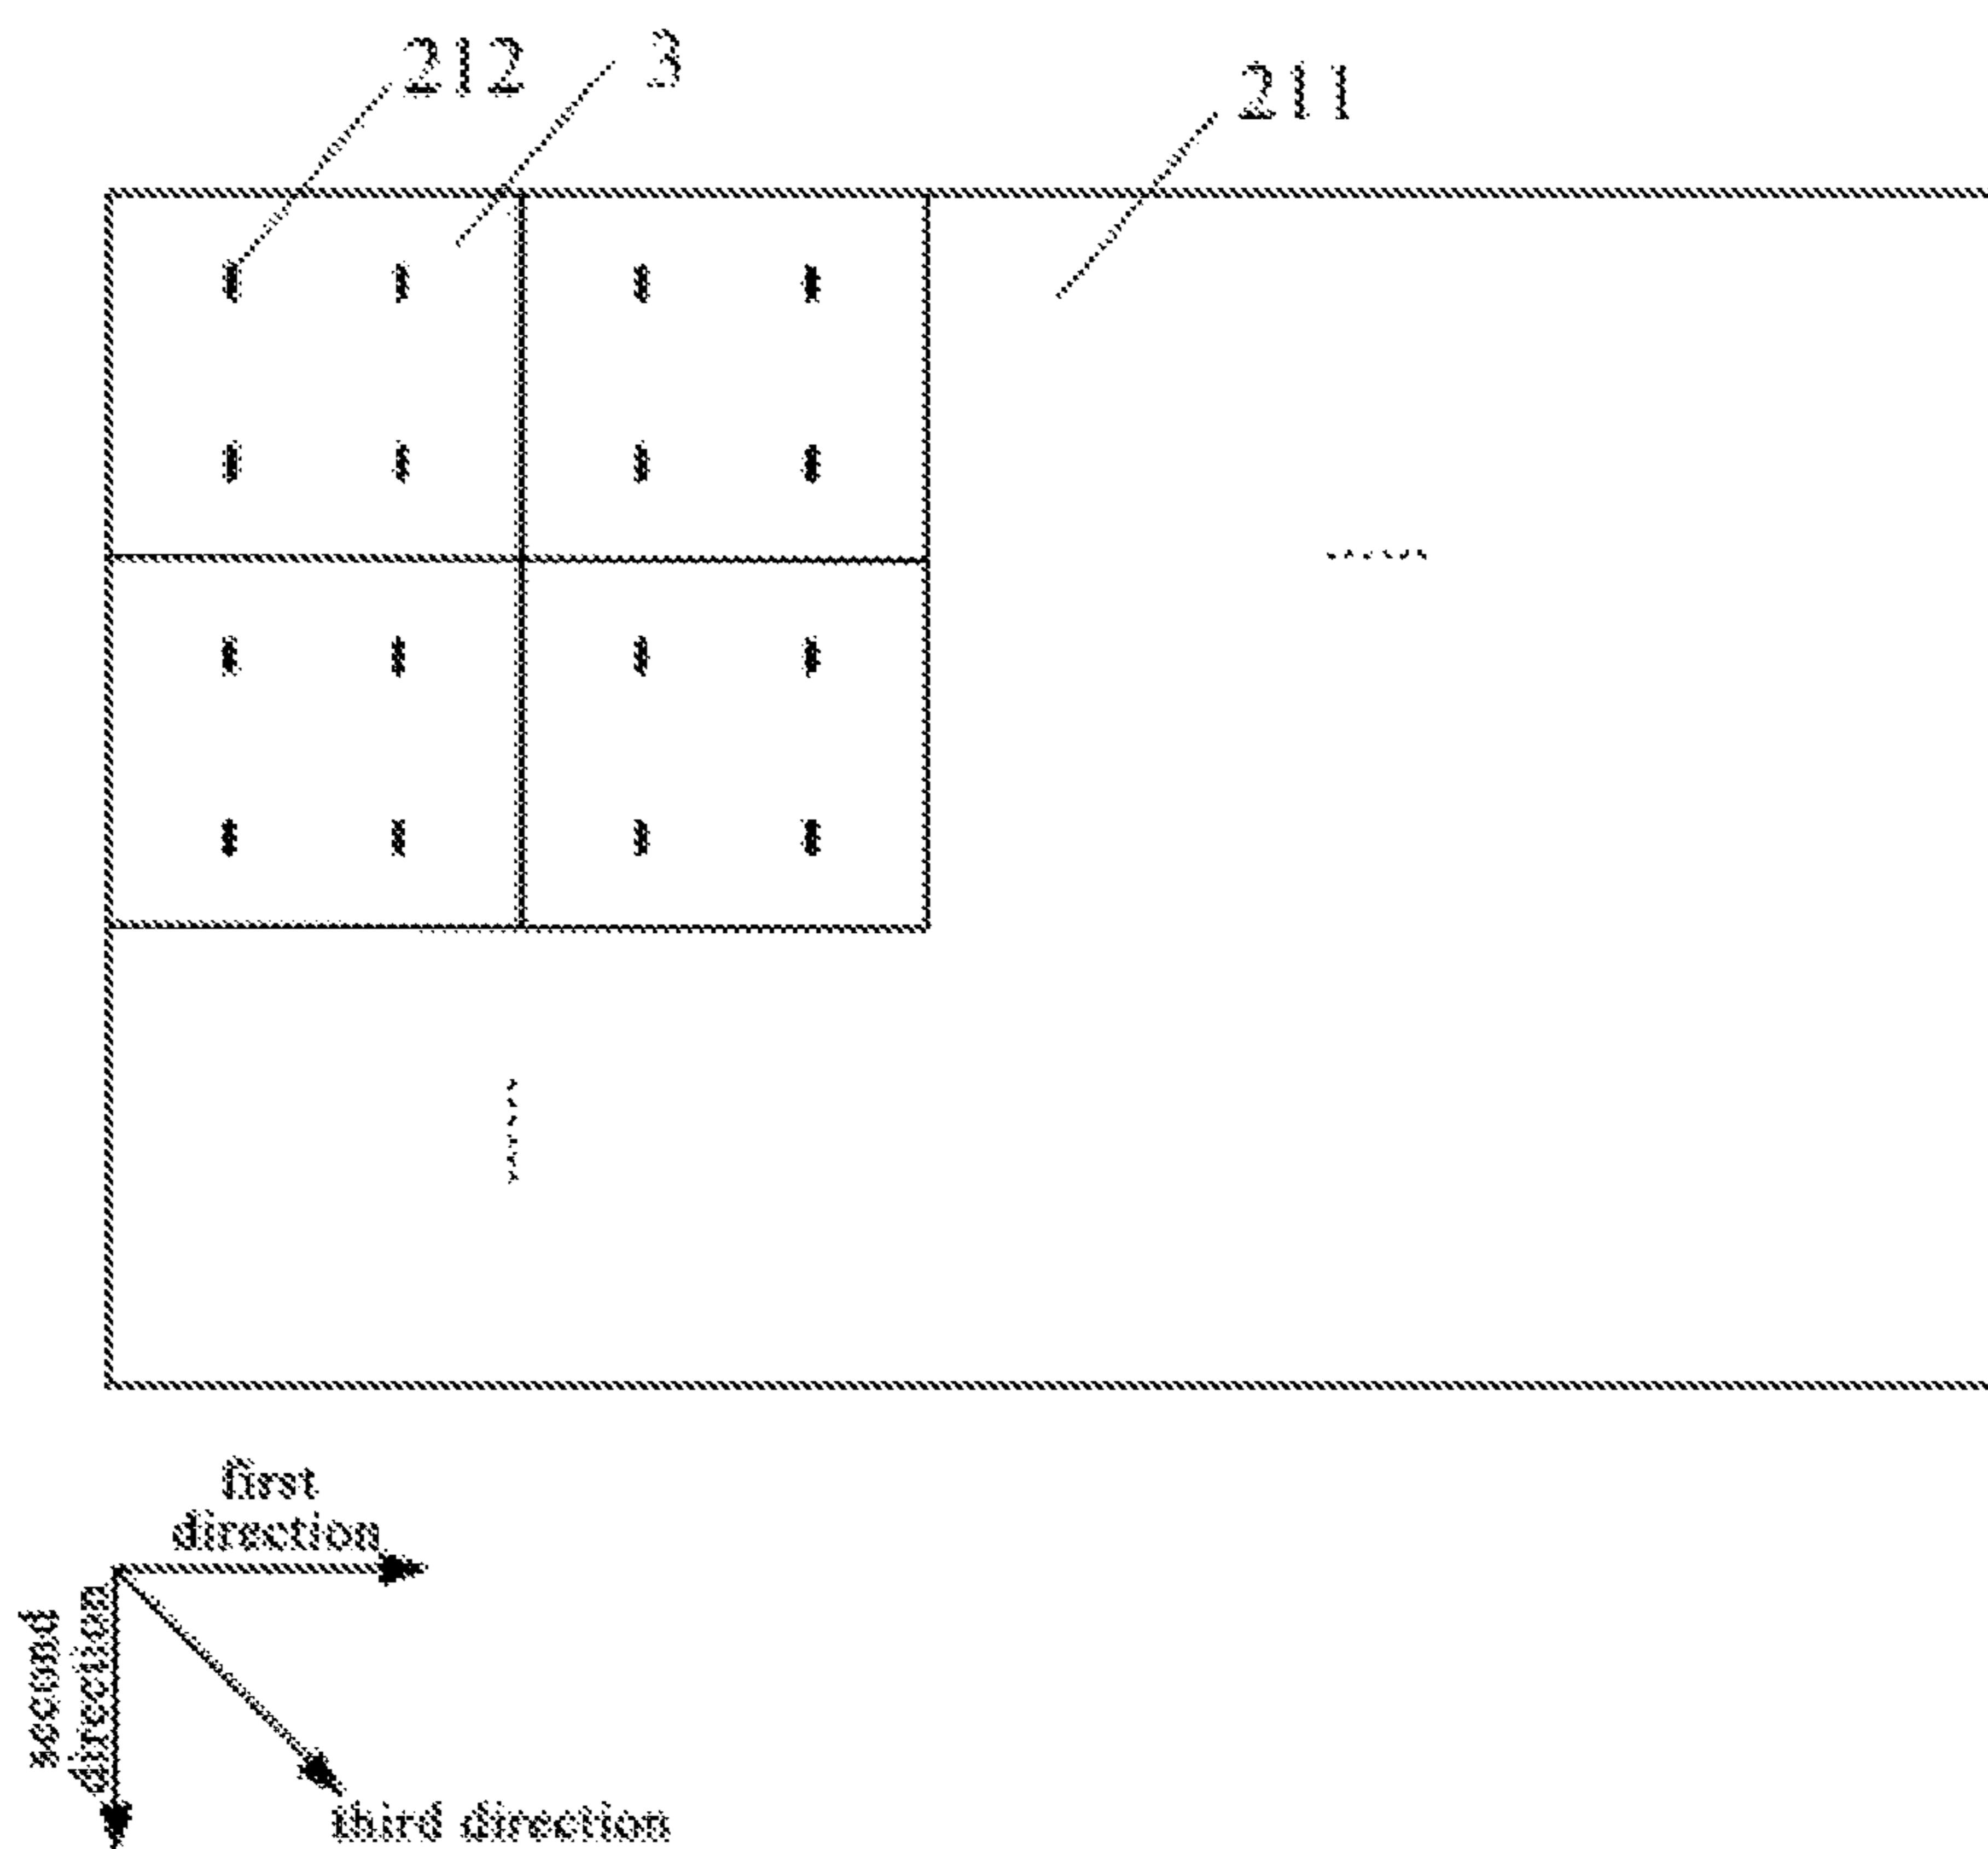 212
3
211
first
direction
second
direction
third direction